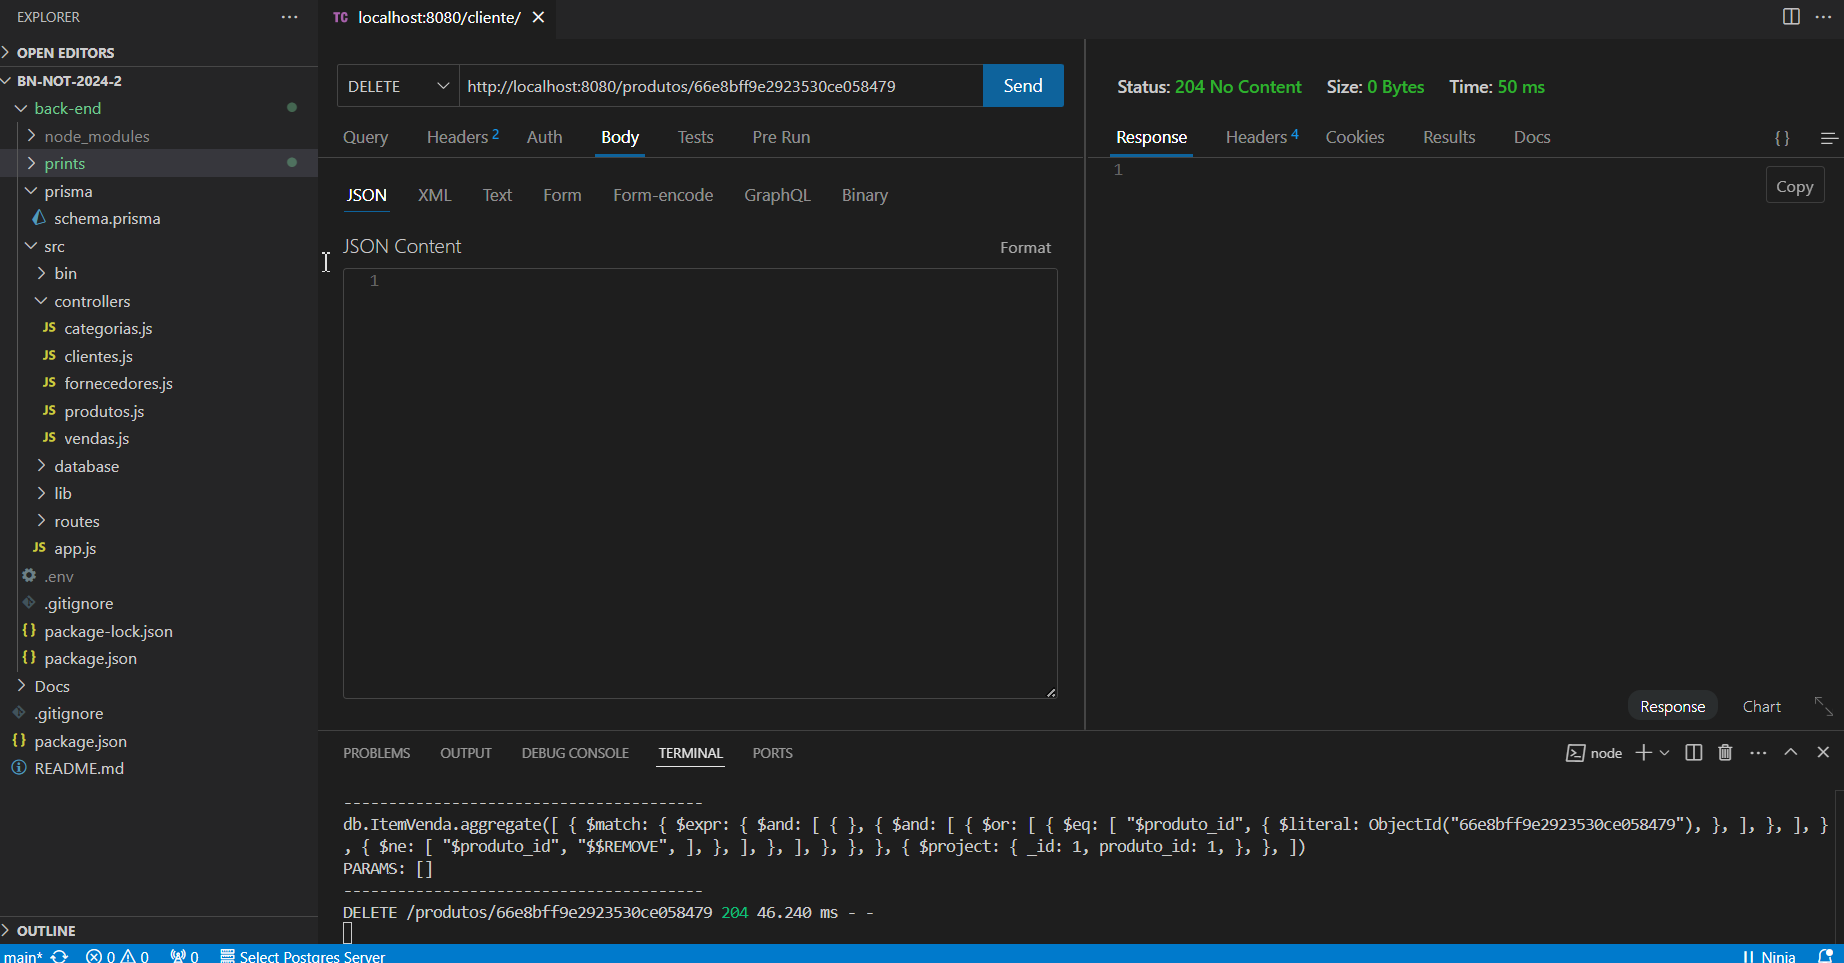 EXPLORER
OPEN EDITORS
BN-NOT-2024-2
back-end
node_modules
prints
prisma
schema.prisma
src
bin
controllers
JS categorias.js
JS clientes.js
JS fornecedores.js
JS produtos.js
JS vendas.js
database
lib
routes
JS app.js
.env
.gitignore
{} package-lock.json
{} package.json
Docs
.gitignore
{} package.json
README.md
OUTLINE
TC localhost:8080/cliente/
DELETE http://localhost:8080/produtos/66e8bff9e2923530ce058479 Send
Query Headers 2 Auth Body Tests Pre Run
JSON XML Text Form Form-encode GraphQL Binary
JSON Content Format
1
Status: 204 No Content Size: 0 Bytes Time: 50 ms
Response Headers 4 Cookies Results Docs {}
1
Copy
Response Chart
PROBLEMS OUTPUT DEBUG CONSOLE TERMINAL PORTS node
----------------------------------------
db.ItemVenda.aggregate([ { $match: { $expr: { $and: [ { }, { $and: [ { $or: [ { $eq: [ "$produto_id", { $literal: ObjectId("66e8bff9e2923530ce058479"), }, ], }, ], }
, { $ne: [ "$produto_id", "$$REMOVE", ], }, ], }, ], }, }, }, { $project: { _id: 1, produto_id: 1, }, }, ])
PARAMS: []
----------------------------------------
DELETE /produtos/66e8bff9e2923530ce058479 204 46.240 ms - -
main* 0 0 0 Select Postgres Server Ninja